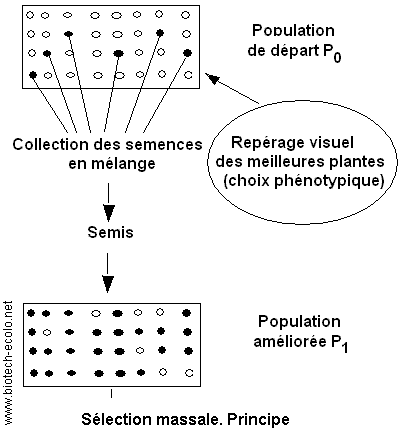 Population
de départ P0
Collection des semences
en mélange
Repérage visuel
des meilleures plantes
(choix phénotypique)
Semis
Population
améliorée P1
www.biotech-ecolo.net
Sélection massale. Principe